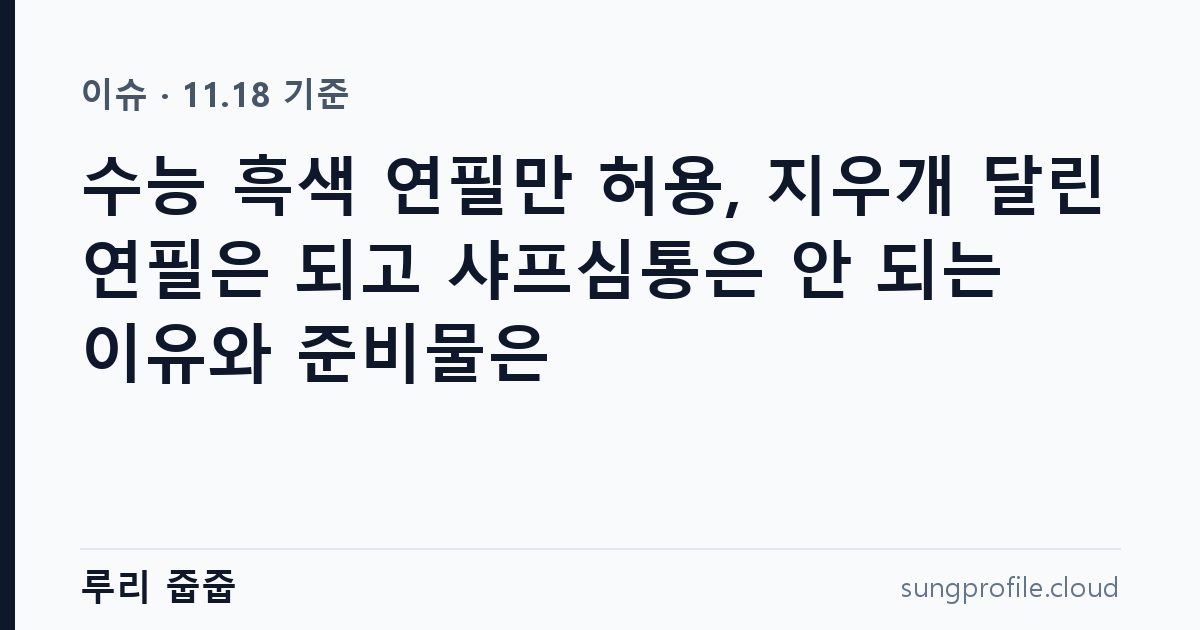 이슈 · 11.18 기준
수능 흑색 연필만 허용, 지우개 달린
연필은 되고 샤프심통은 안 되는
이유와 준비물은
루리 줍줍
sungprofile.cloud